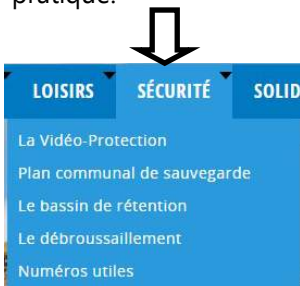 pratique.
LOISIRS SÉCURITÉ SOLID
La Vidéo-Protection
Plan communal de sauvegarde
Le bassin de rétention
Le débroussaillement
Numéros utiles